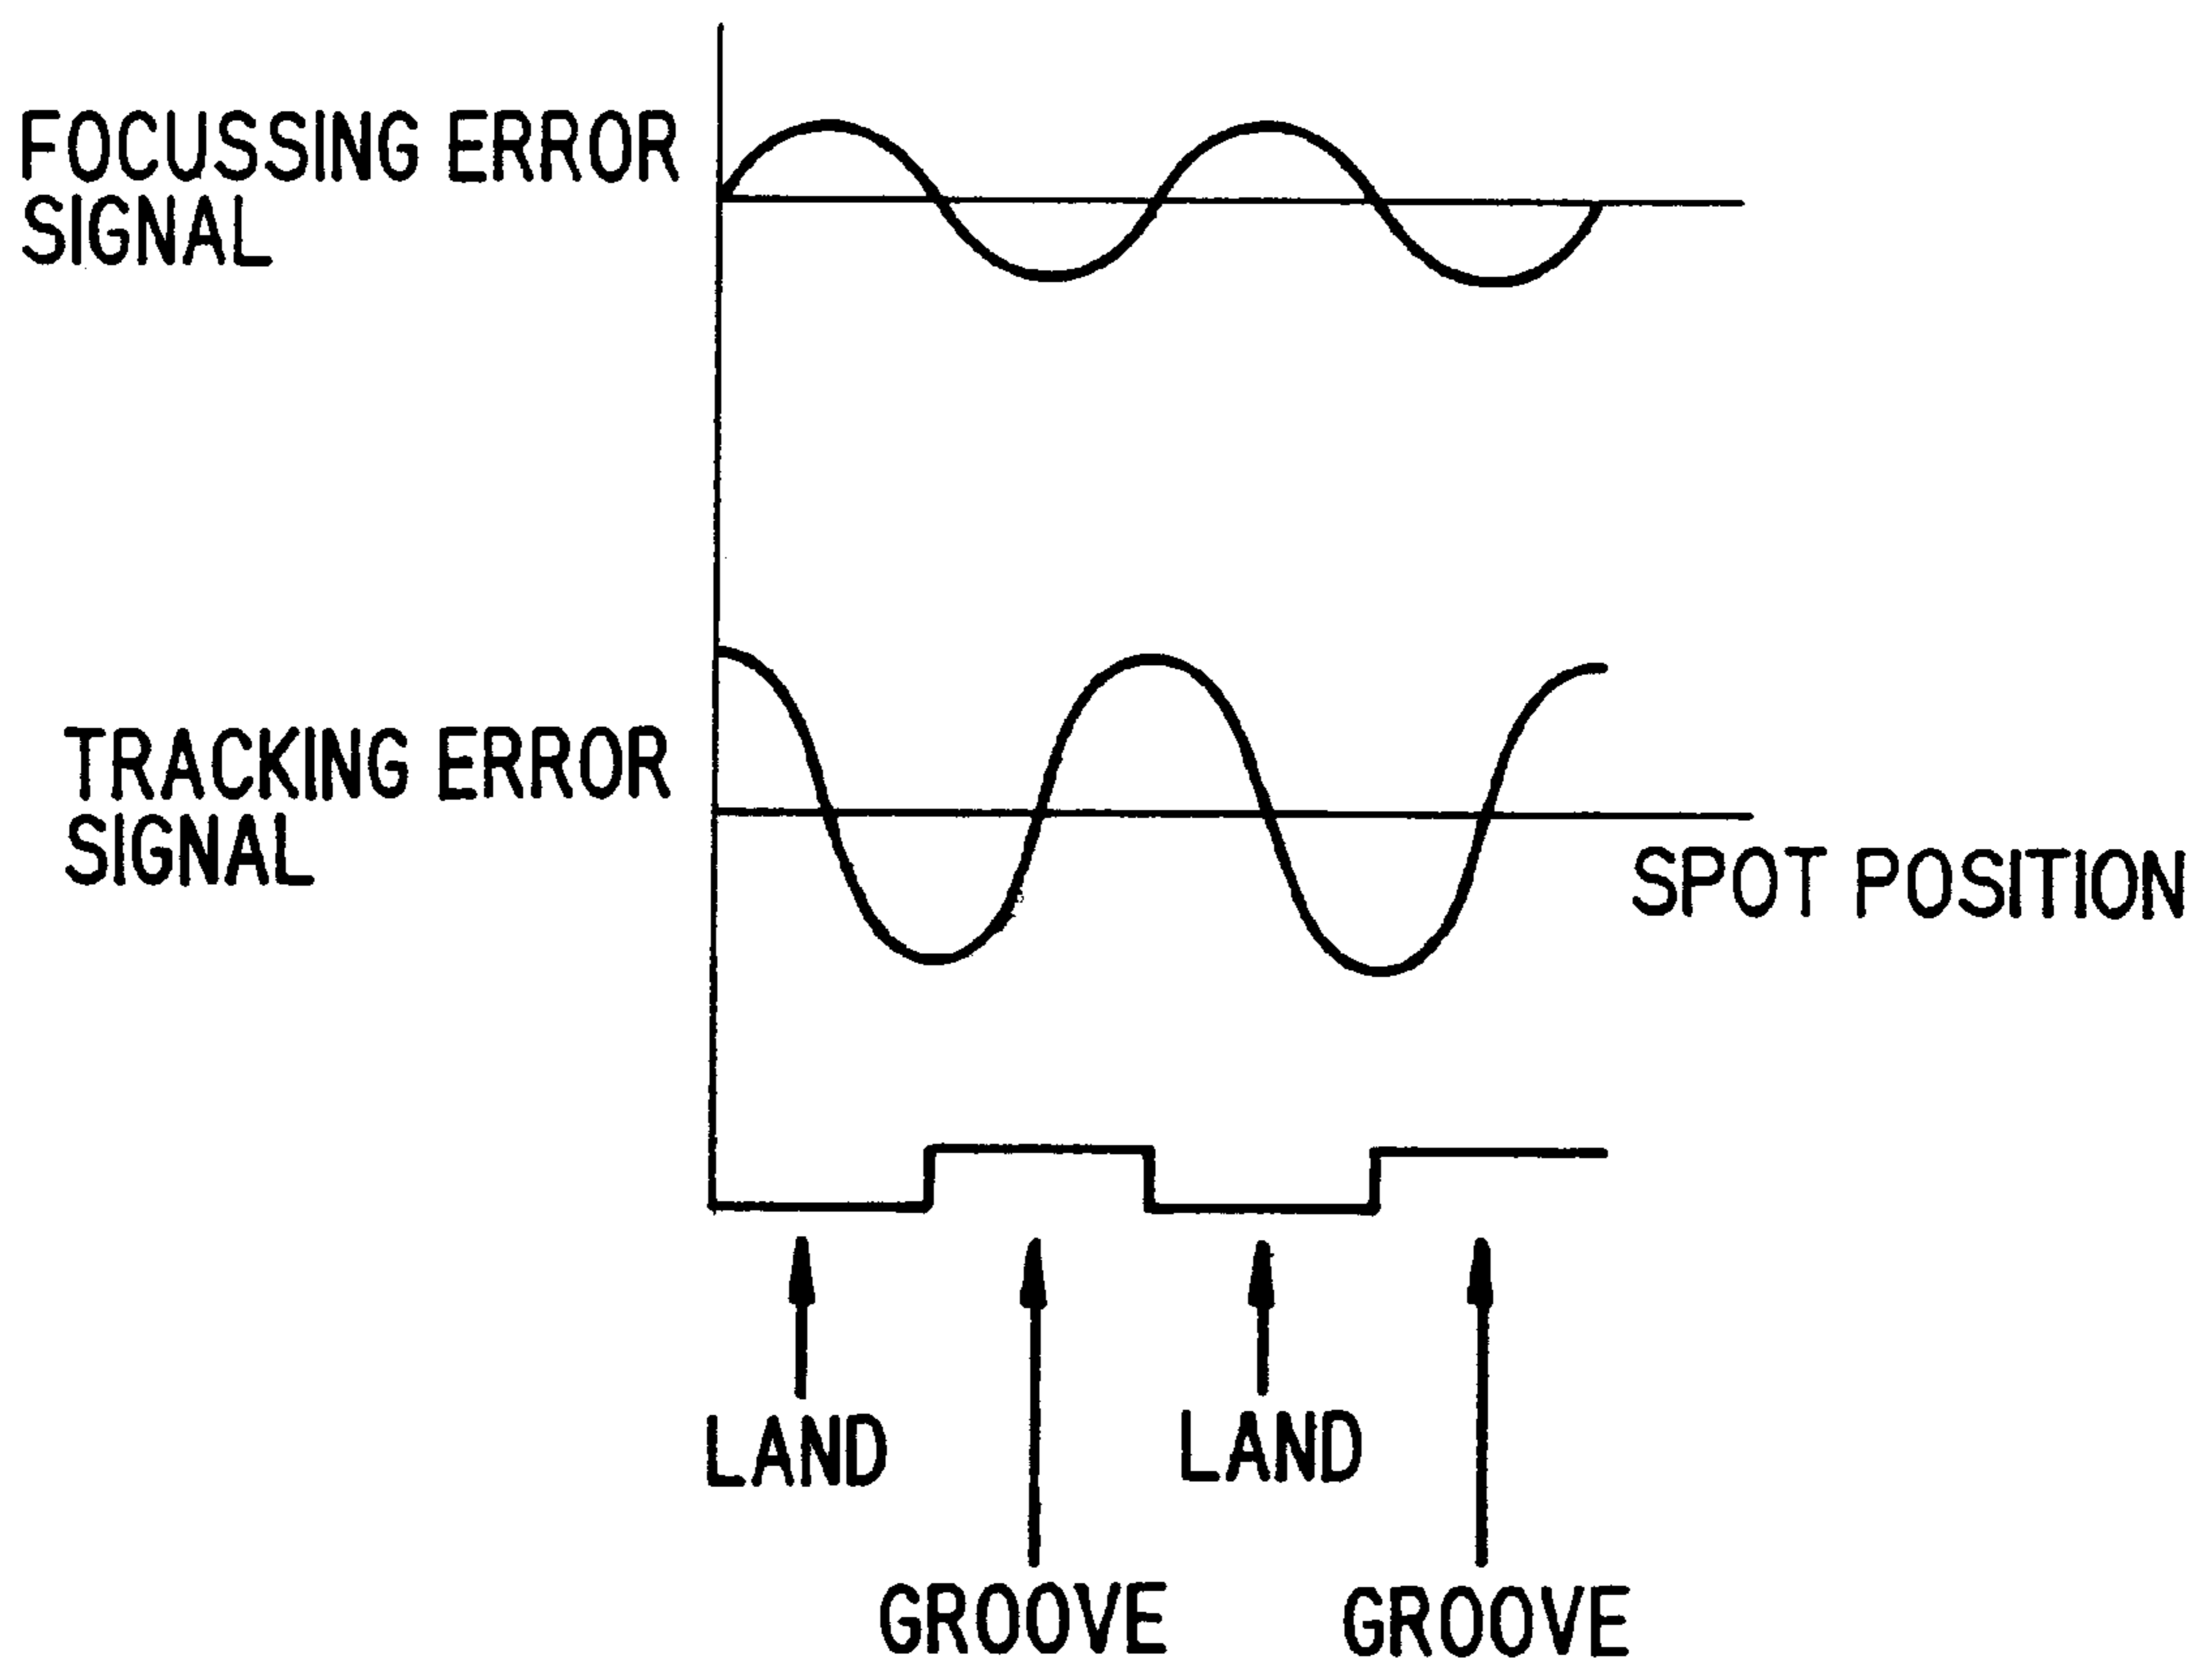 FOCUSSING ERROR
SIGNAL
TRACKING ERROR
SIGNAL
SPOT POSITION
LAND
LAND
GROOVE
GROOVE